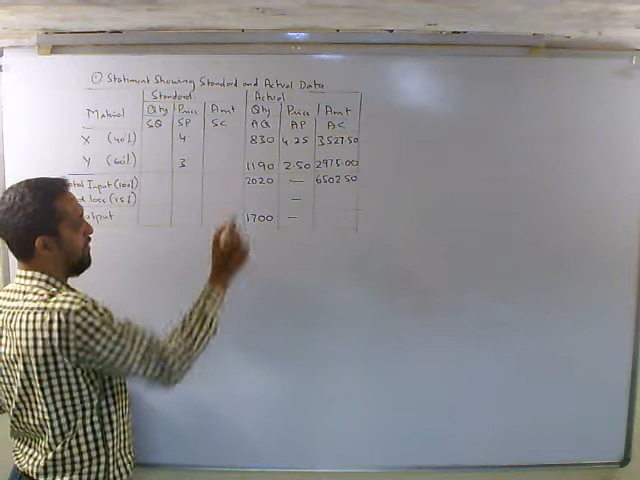 ① Statement Showing Standard and Actual Data
Standard Actual
Material Qty Price Amt Qty Price Amt
SQ SP SC AQ AP AC
X (40%) 4 830 4.25 3527.50
Y (60%) 3 1190 2.50 2975.00
Input (100%) 2020 — 6502.50
loss (15%) —
1700 —